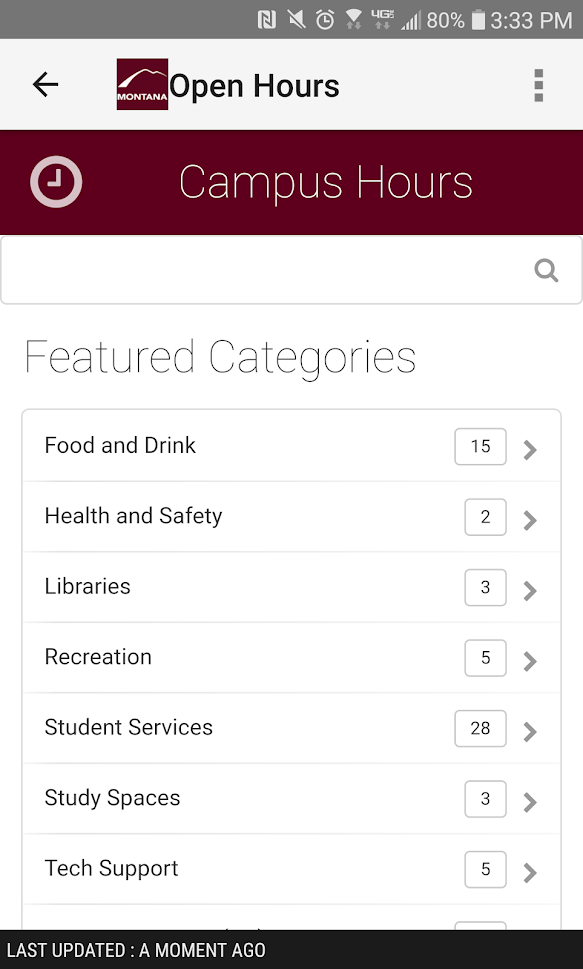 4G 80% 3:33 PM
MONTANA
Open Hours
Campus Hours
Featured Categories
Food and Drink 15
Health and Safety 2
Libraries 3
Recreation 5
Student Services 28
Study Spaces 3
Tech Support 5
LAST UPDATED : A MOMENT AGO